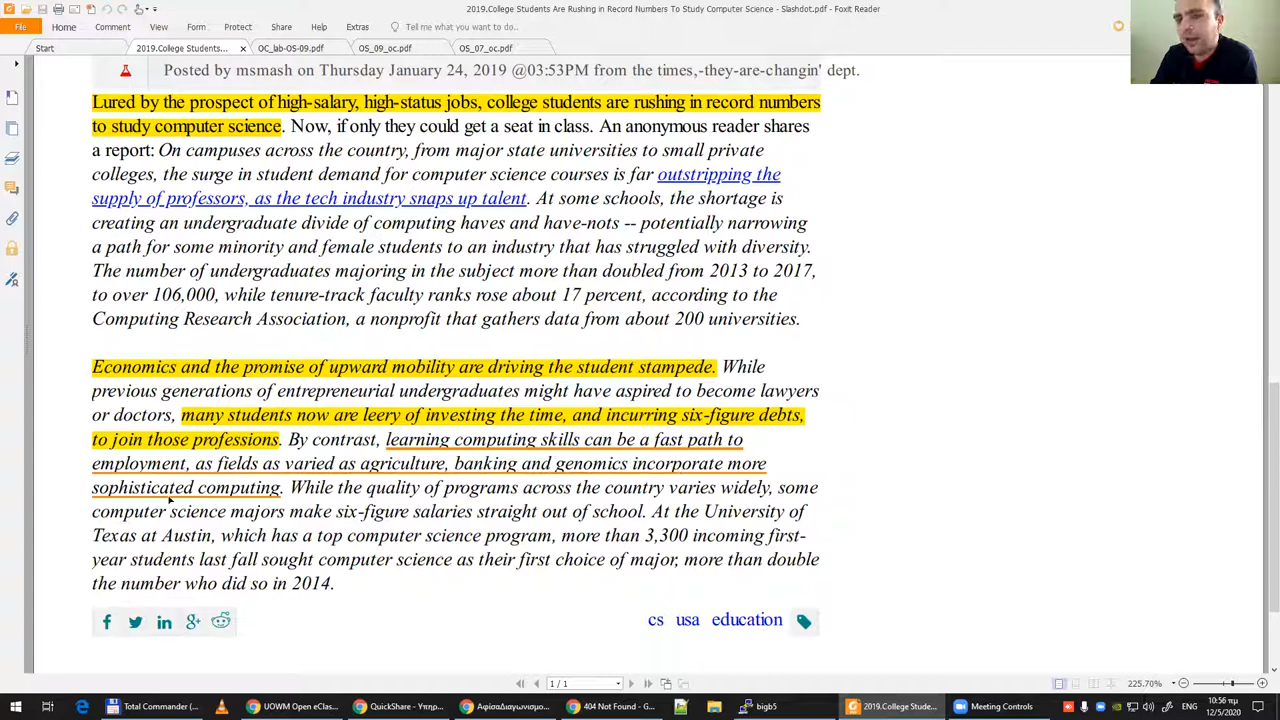 2019.College Students Are Rushing in Record Numbers To Study Computer Science - Slashdot.pdf - Foxit Reader
File Home Comment View Form Protect Share Help Extras Tell me what you want to do...
Start 2019.College Students... OC_lab-OS-09.pdf OS_09_oc.pdf OS_07_oc.pdf
Posted by msmash on Thursday January 24, 2019 @03:53PM from the times,-they-are-changin' dept.
Lured by the prospect of high-salary, high-status jobs, college students are rushing in record numbers
to study computer science. Now, if only they could get a seat in class. An anonymous reader shares
a report: On campuses across the country, from major state universities to small private
colleges, the surge in student demand for computer science courses is far outstripping the
supply of professors, as the tech industry snaps up talent. At some schools, the shortage is
creating an undergraduate divide of computing haves and have-nots -- potentially narrowing
a path for some minority and female students to an industry that has struggled with diversity.
The number of undergraduates majoring in the subject more than doubled from 2013 to 2017,
to over 106,000, while tenure-track faculty ranks rose about 17 percent, according to the
Computing Research Association, a nonprofit that gathers data from about 200 universities.
Economics and the promise of upward mobility are driving the student stampede. While
previous generations of entrepreneurial undergraduates might have aspired to become lawyers
or doctors, many students now are leery of investing the time, and incurring six-figure debts,
to join those professions. By contrast, learning computing skills can be a fast path to
employment, as fields as varied as agriculture, banking and genomics incorporate more
sophisticated computing. While the quality of programs across the country varies widely, some
computer science majors make six-figure salaries straight out of school. At the University of
Texas at Austin, which has a top computer science program, more than 3,300 incoming first-
year students last fall sought computer science as their first choice of major, more than double
the number who did so in 2014.
cs usa education
1 / 1 225.70%
Total Commander (... UOWM Open eClas... QuickShare - Υπηρ... 404 Not Found - G... bigb5 2019.College Stude... Meeting Controls 10:56 πμ
12/5/2020